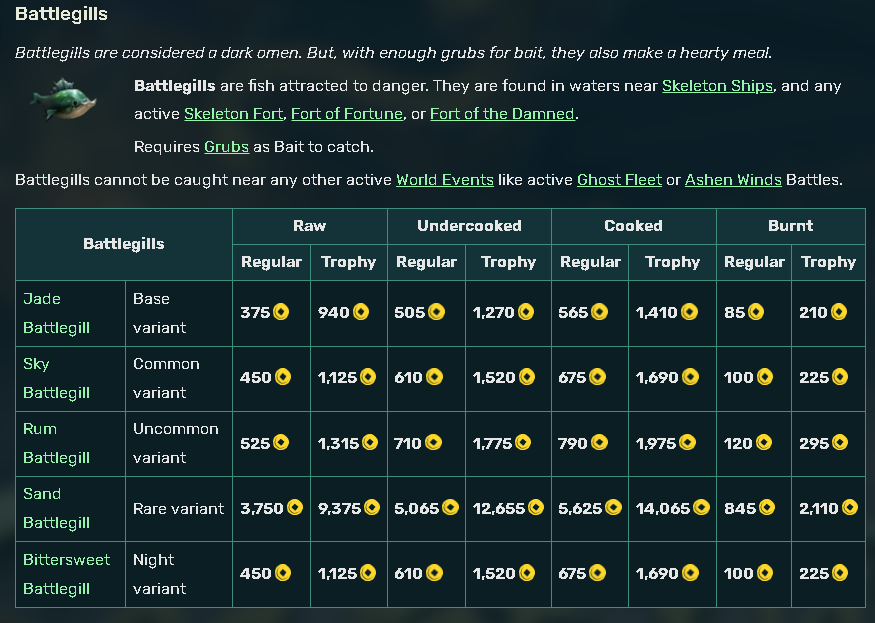 Battlegills
Battlegills are considered a dark omen. But, with enough grubs for bait, they also make a hearty meal.
Battlegills are fish attracted to danger. They are found in waters near Skeleton Ships, and any
active Skeleton Fort, Fort of Fortune, or Fort of the Damned.
Requires Grubs as Bait to catch.
Battlegills cannot be caught near any other active World Events like active Ghost Fleet or Ashen Winds Battles.
Battlegills Raw Undercooked Cooked Burnt
Regular Trophy Regular Trophy Regular Trophy Regular Trophy
Jade Battlegill Base variant 375 940 505 1,270 565 1,410 85 210
Sky Battlegill Common variant 450 1,125 610 1,520 675 1,690 100 225
Rum Battlegill Uncommon variant 525 1,315 710 1,775 790 1,975 120 295
Sand Battlegill Rare variant 3,750 9,375 5,065 12,655 5,625 14,065 845 2,110
Bittersweet Battlegill Night variant 450 1,125 610 1,520 675 1,690 100 225